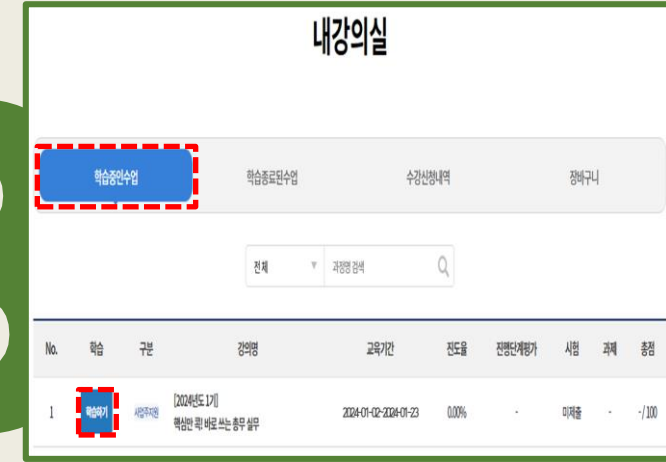 내강의실
학습중인수업 학습종료된수업 수강신청내역 장바구니
전체 과정명 검색
No. 학습 구분 강의명 교육기간 진도율 진행단계평가 시험 과제 총점
1 학습하기 사업주지원 [2024년도 1기] 2024-01-02~2024-01-23 0.00% - 미제출 - -/100
핵심만 콕! 바로 쓰는 총무 실무